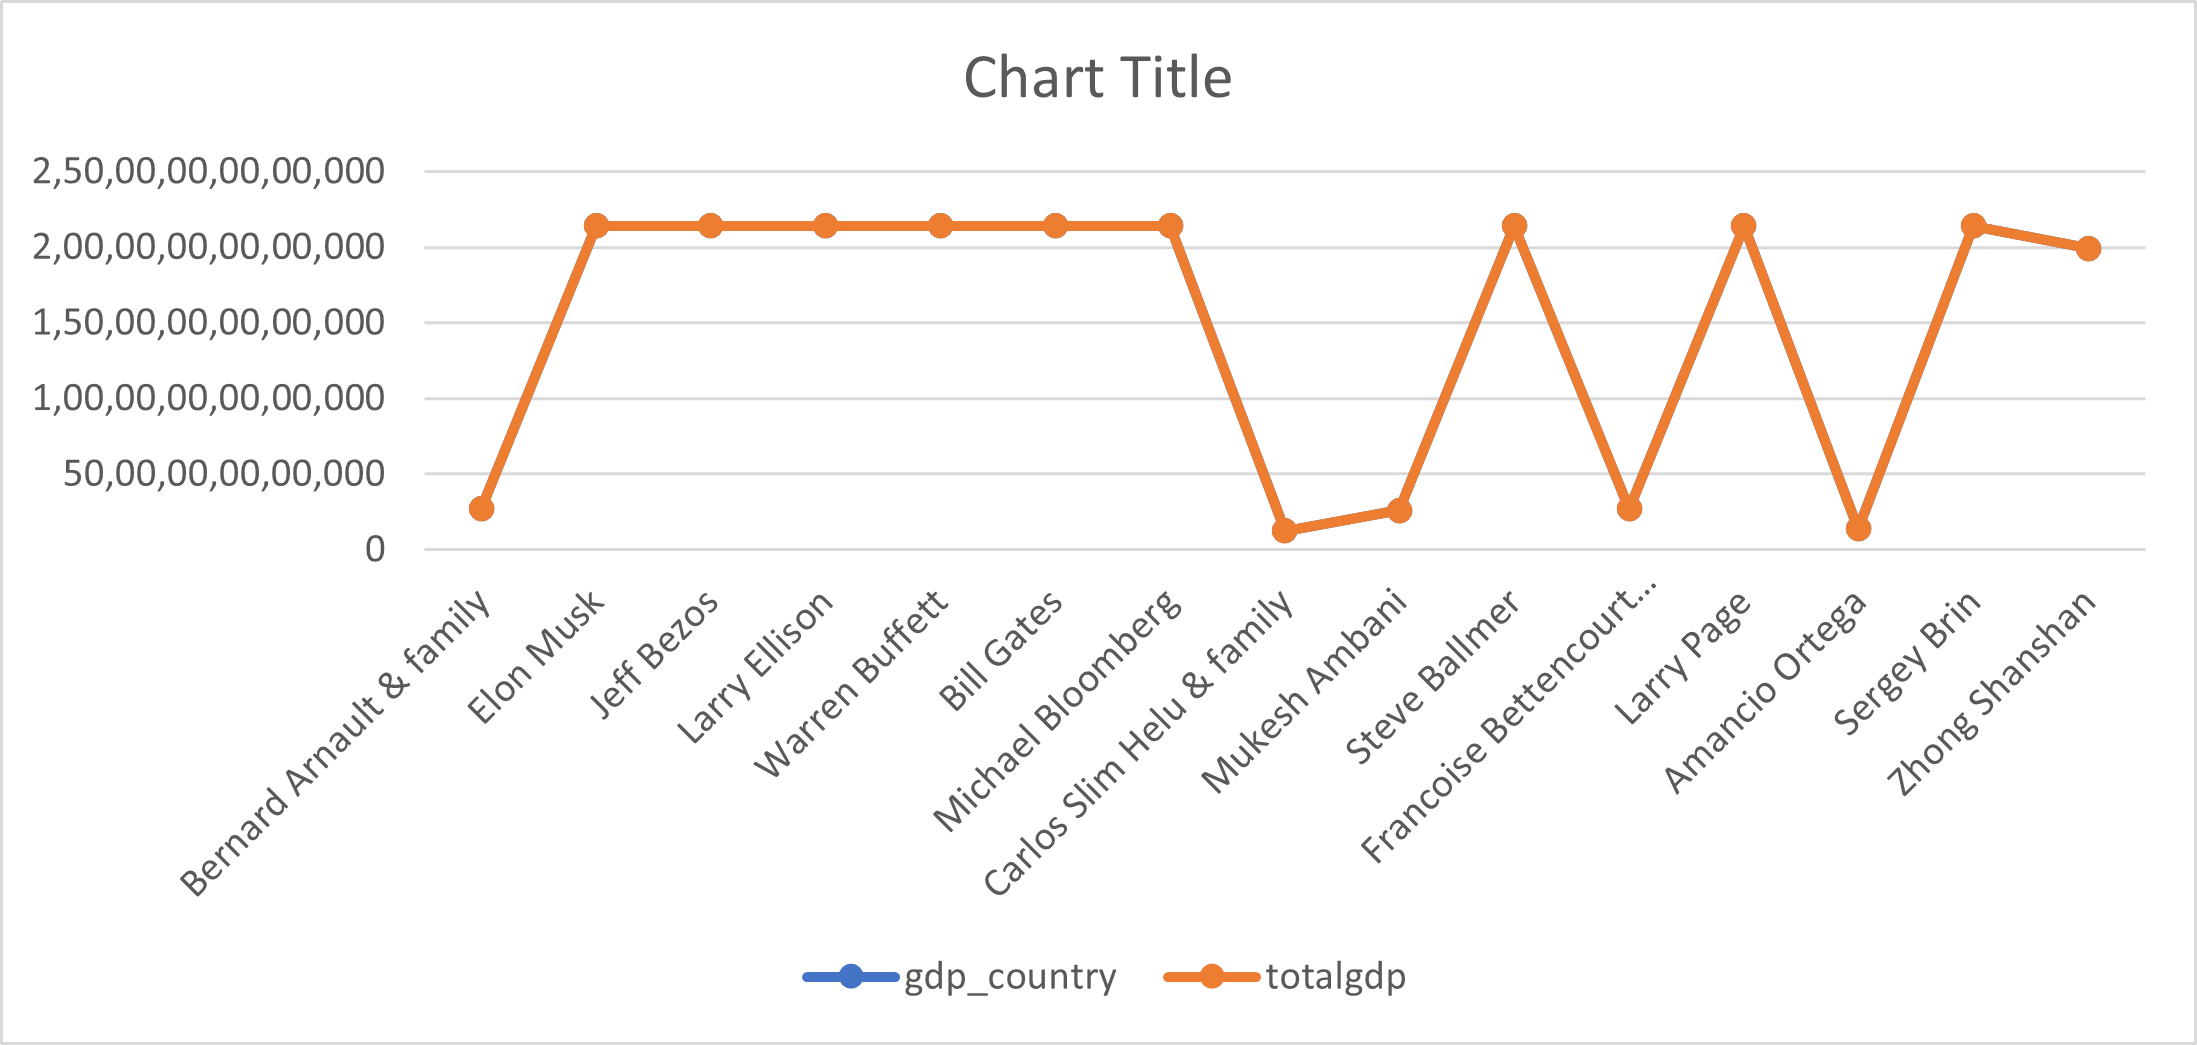 Chart Title
2,50,00,00,00,00,000
2,00,00,00,00,00,000
1,50,00,00,00,00,000
1,00,00,00,00,00,000
50,00,00,00,00,000
0
Bernard Arnault & family
Elon Musk
Jeff Bezos
Larry Ellison
Warren Buffett
Bill Gates
Michael Bloomberg
Carlos Slim Helu & family
Mukesh Ambani
Steve Ballmer
Francoise Bettencourt…
Larry Page
Amancio Ortega
Sergey Brin
Zhong Shanshan
gdp_country
totalgdp